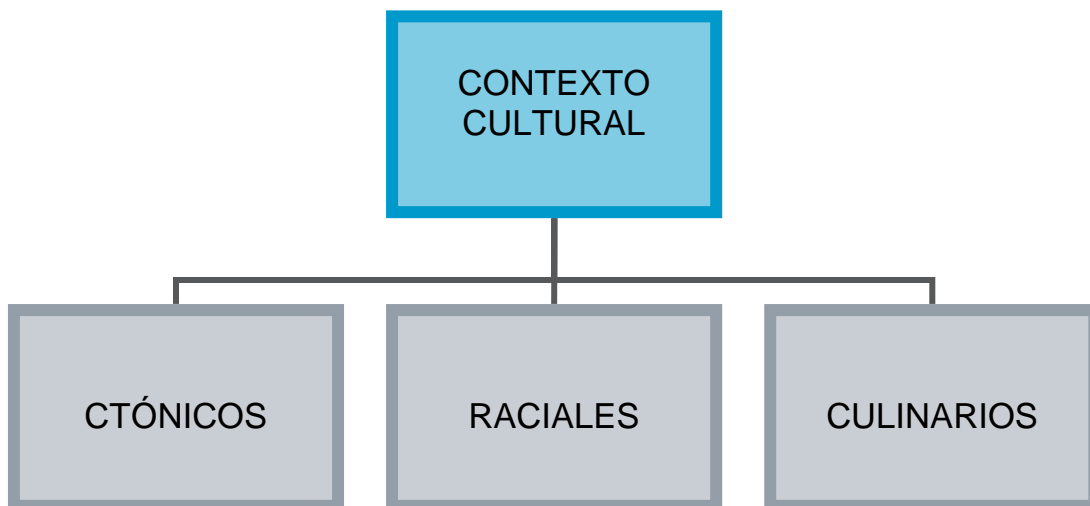 CONTEXTO
CULTURAL
CTÓNICOS
RACIALES
CULINARIOS